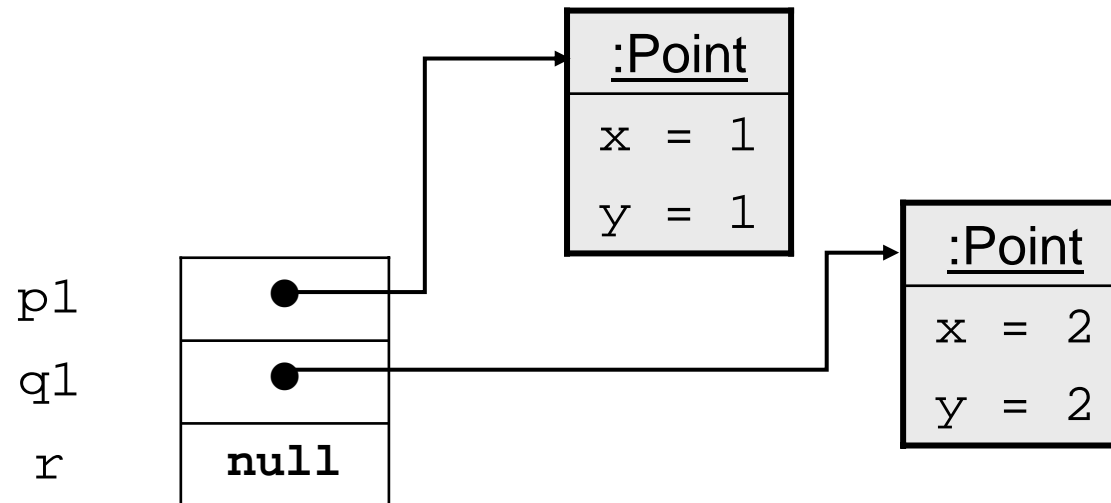 :Point
x = 1
y = 1
:Point
x = 2
y = 2
p1
q1
r null